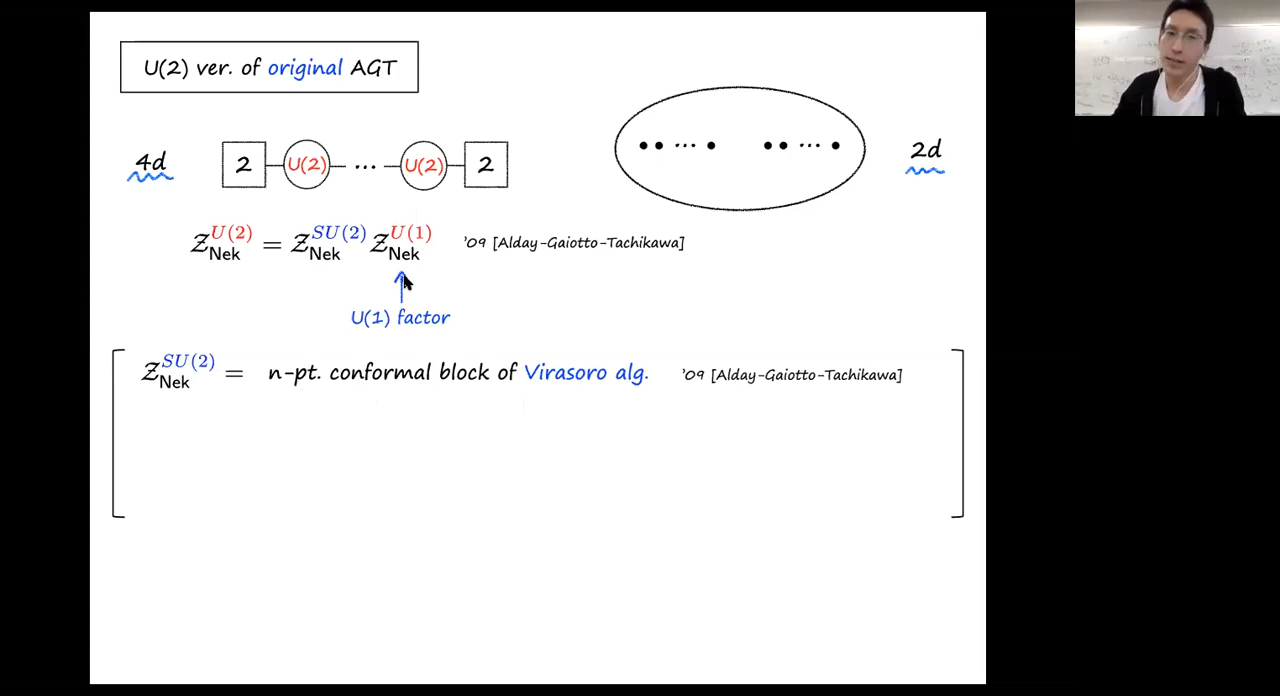 U(2) ver. of original AGT
4d 2 U(2) ... U(2) 2
2d
Z^{U(2)}_{Nek} = Z^{SU(2)}_{Nek} Z^{U(1)}_{Nek} '09 [Alday-Gaiotto-Tachikawa]
U(1) factor
Z^{SU(2)}_{Nek} = n-pt. conformal block of Virasoro alg. '09 [Alday-Gaiotto-Tachikawa]